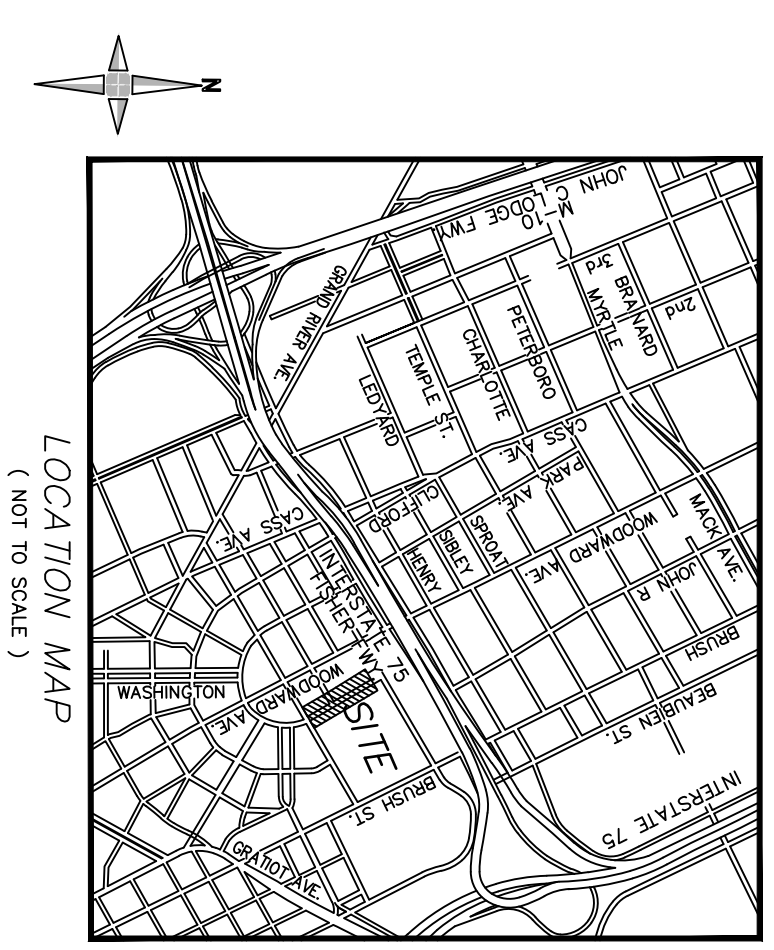 N
JOHN C LODGE FWY
M-10
3rd
BRAINARD
2nd
MYRTLE
GRAND RIVER AVE.
PETERBORO
CHARLOTTE
TEMPLE ST.
LEDYARD
CASS AVE.
PARK AVE.
CLIFFORD
SPROAT
SIBLEY
HENRY
WOODWARD AVE.
MACK AVE.
JOHN R
BRUSH
BEAUBIEN ST.
INTERSTATE 75
CASS AVE.
INTERSTATE 75
FISHER FWY
WOODWARD AVE.
WASHINGTON
SITE
BRUSH ST.
GRATIOT AVE.
LOCATION MAP
( NOT TO SCALE )